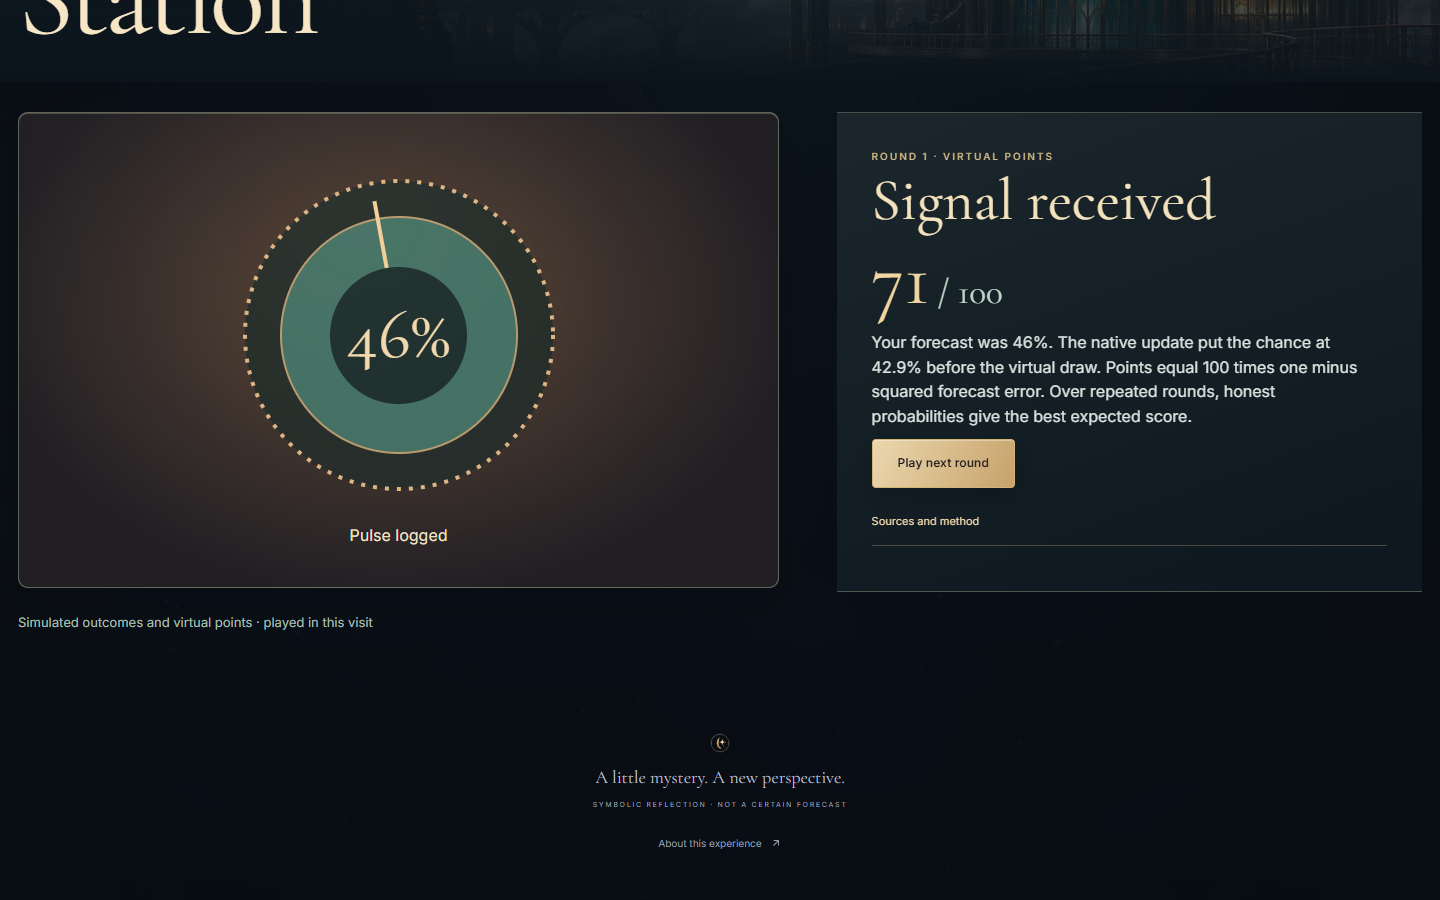 Station
46%
Pulse logged
Simulated outcomes and virtual points · played in this visit
ROUND 1 · VIRTUAL POINTS
Signal received
71 / 100
Your forecast was 46%. The native update put the chance at
42.9% before the virtual draw. Points equal 100 times one minus
squared forecast error. Over repeated rounds, honest
probabilities give the best expected score.
Play next round
Sources and method
A little mystery. A new perspective.
SYMBOLIC REFLECTION · NOT A CERTAIN FORECAST
About this experience